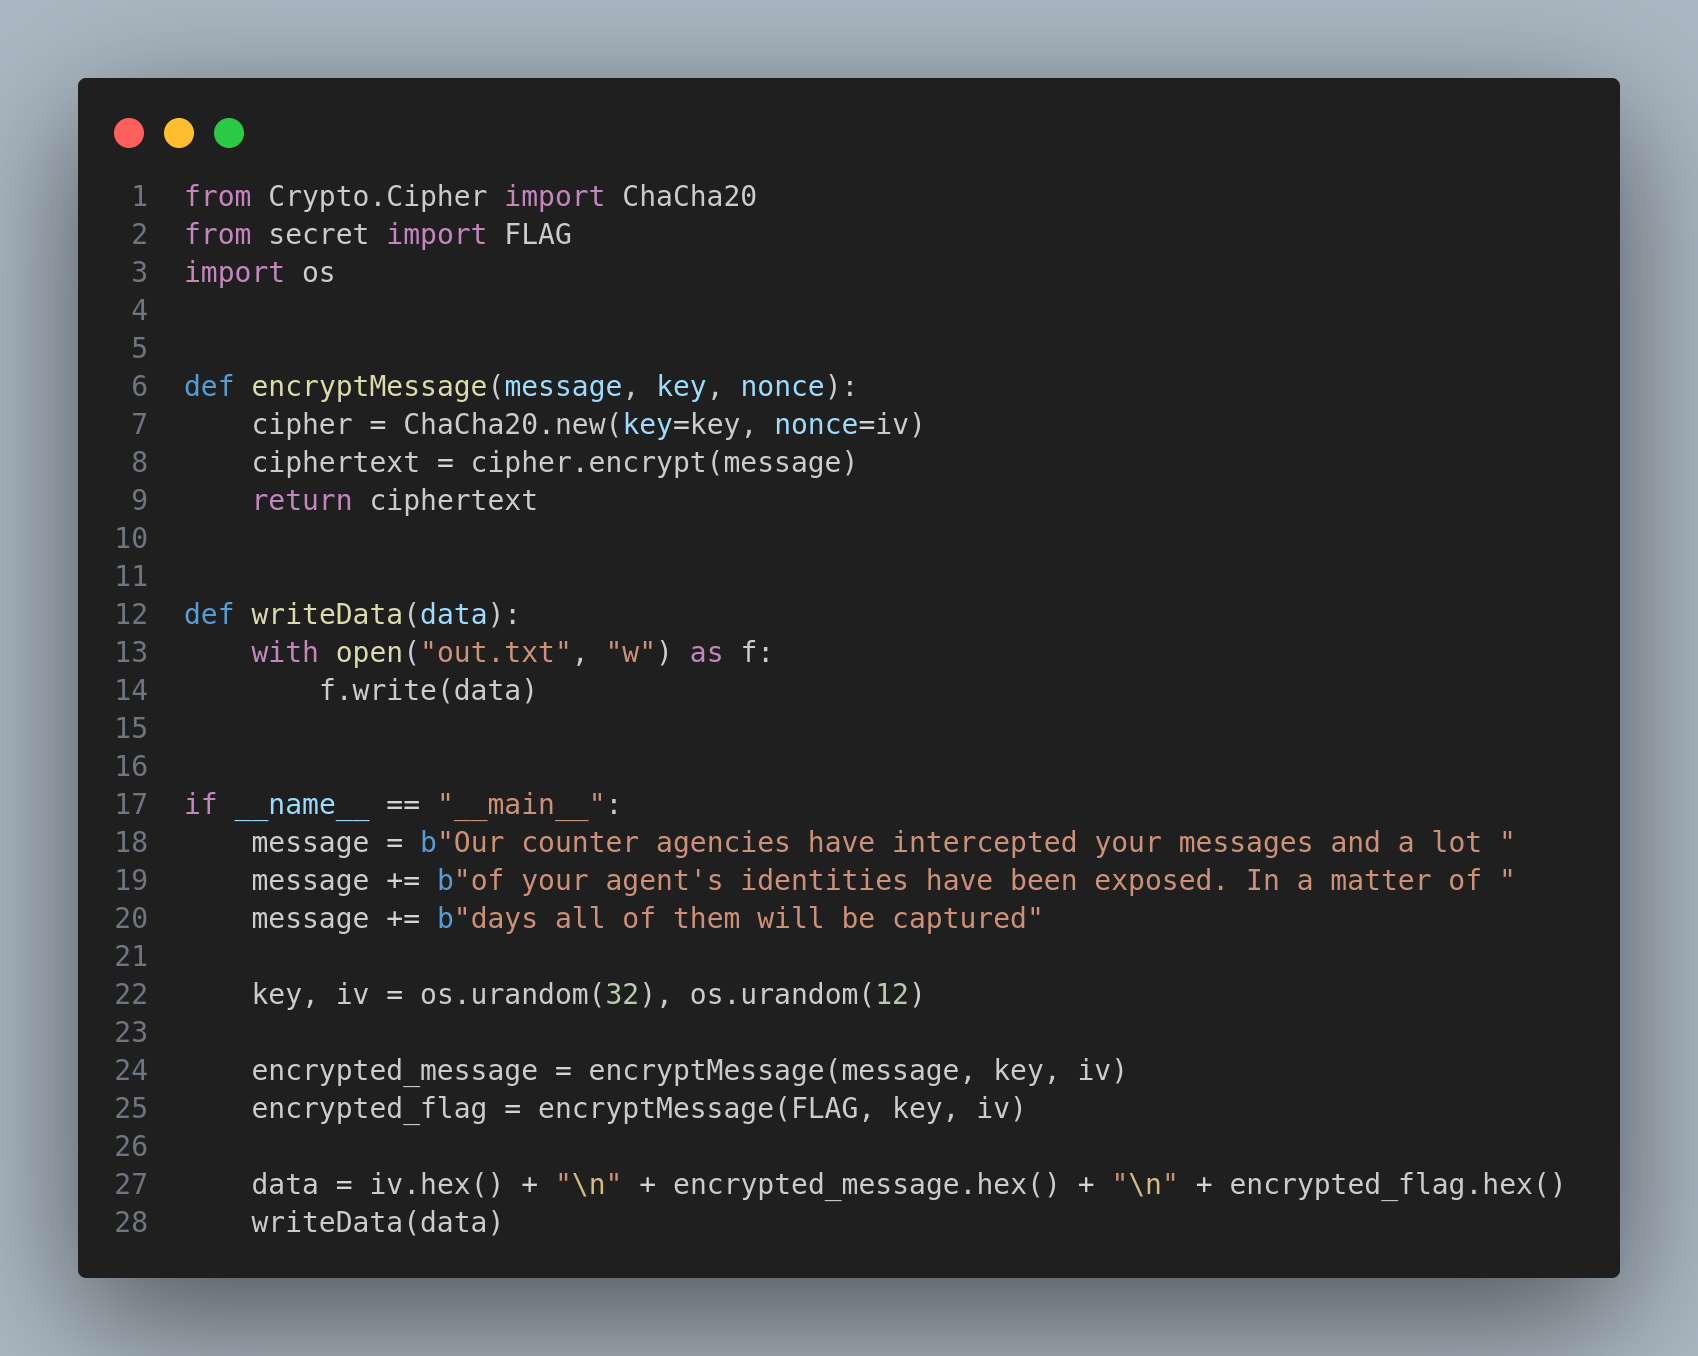 1 from Crypto.Cipher import ChaCha20
2 from secret import FLAG
3 import os
4
5
6 def encryptMessage(message, key, nonce):
7     cipher = ChaCha20.new(key=key, nonce=iv)
8     ciphertext = cipher.encrypt(message)
9     return ciphertext
10
11
12 def writeData(data):
13     with open("out.txt", "w") as f:
14         f.write(data)
15
16
17 if __name__ == "__main__":
18     message = b"Our counter agencies have intercepted your messages and a lot "
19     message += b"of your agent's identities have been exposed. In a matter of "
20     message += b"days all of them will be captured"
21
22     key, iv = os.urandom(32), os.urandom(12)
23
24     encrypted_message = encryptMessage(message, key, iv)
25     encrypted_flag = encryptMessage(FLAG, key, iv)
26
27     data = iv.hex() + "\n" + encrypted_message.hex() + "\n" + encrypted_flag.hex()
28     writeData(data)